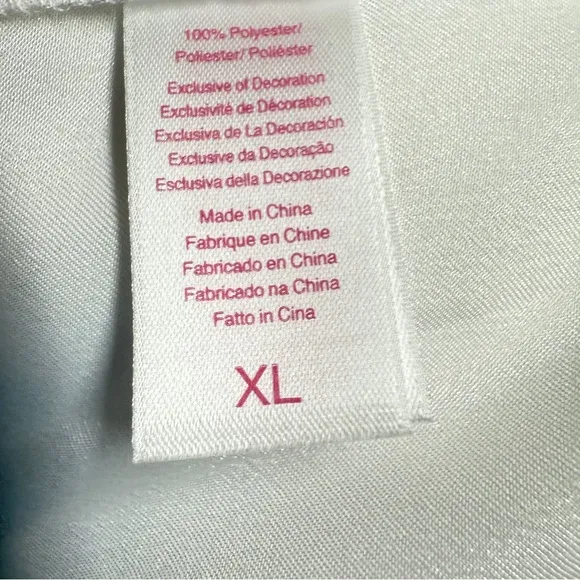 100% Polyester/
Poliester/ Poliéster
Exclusive of Decoration
Exclusivité de Décoration
Exclusiva de La Decoración
Exclusive da Decoração
Esclusiva della Decorazione
Made in China
Fabrique en Chine
Fabricado en China
Fabricado na China
Fatto in Cina
XL